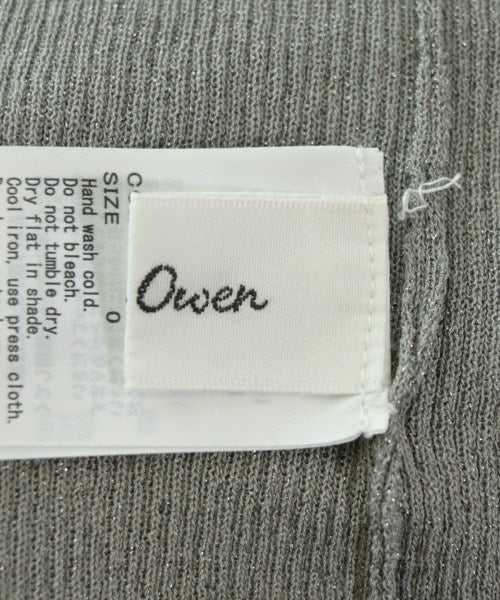 Owen
C
SIZE 0
Hand wash cold.
Do not bleach.
Do not tumble dry.
Dry flat in shade.
Cool iron, use press cloth.